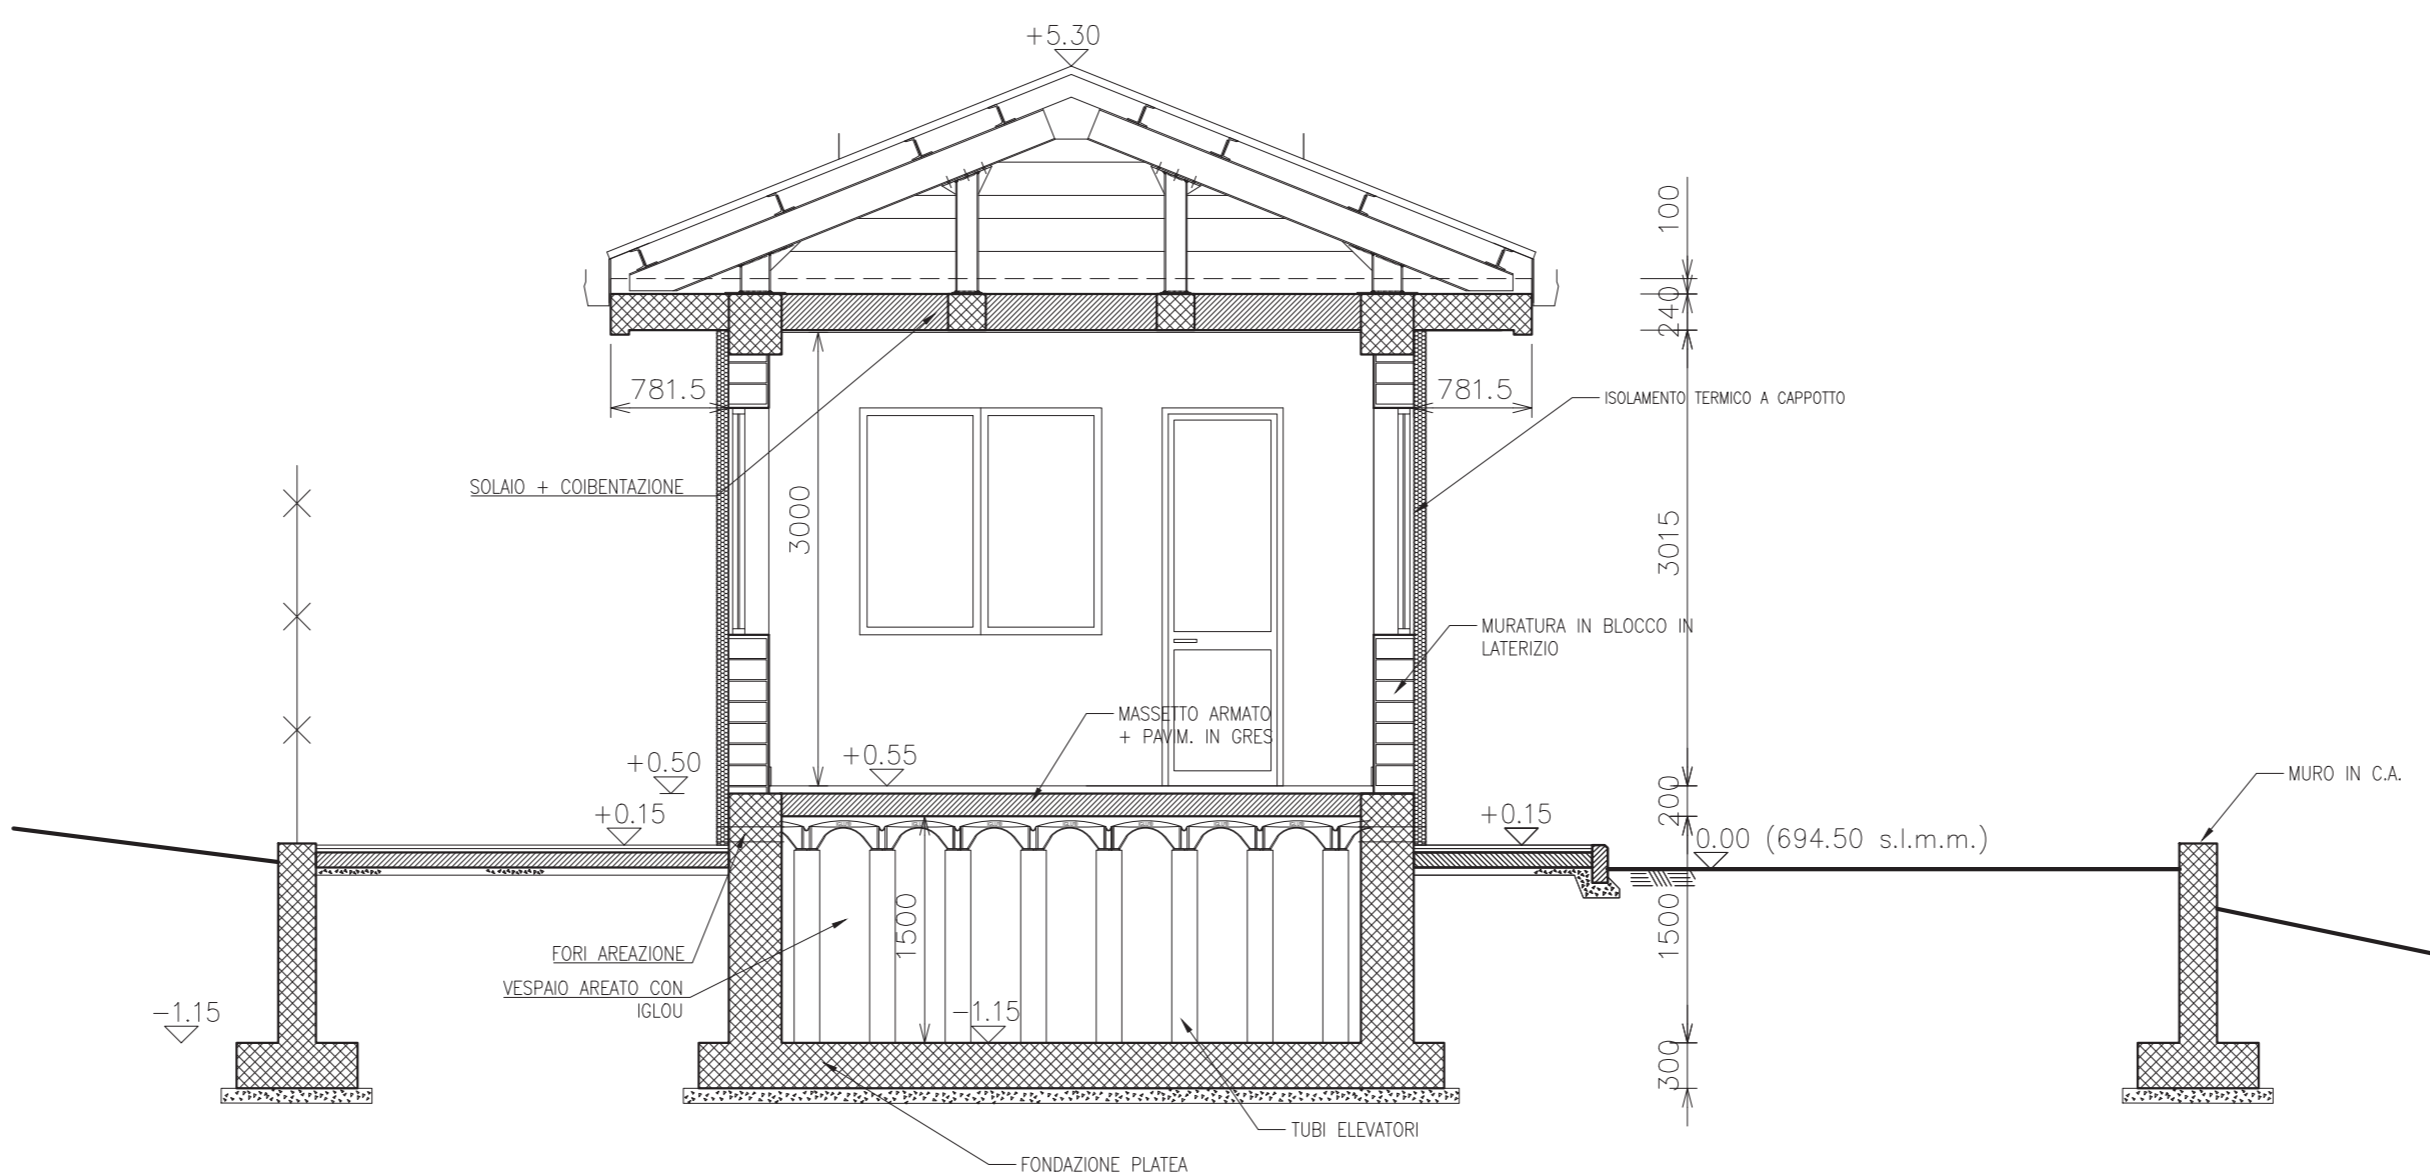 +5.30
100
240
781.5
781.5
ISOLAMENTO TERMICO A CAPPOTTO
SOLAIO + COIBENTAZIONE
3000
3015
MURATURA IN BLOCCO IN
LATERIZIO
MASSETTO ARMATO
+ PAVIM. IN GRES
+0.50
+0.55
MURO IN C.A.
200
+0.15
+0.15
0.00 (694.50 s.l.m.m.)
1500
1500
FORI AREAZIONE
VESPAIO AREATO CON
IGLOU
-1.15
-1.15
300
TUBI ELEVATORI
FONDAZIONE PLATEA